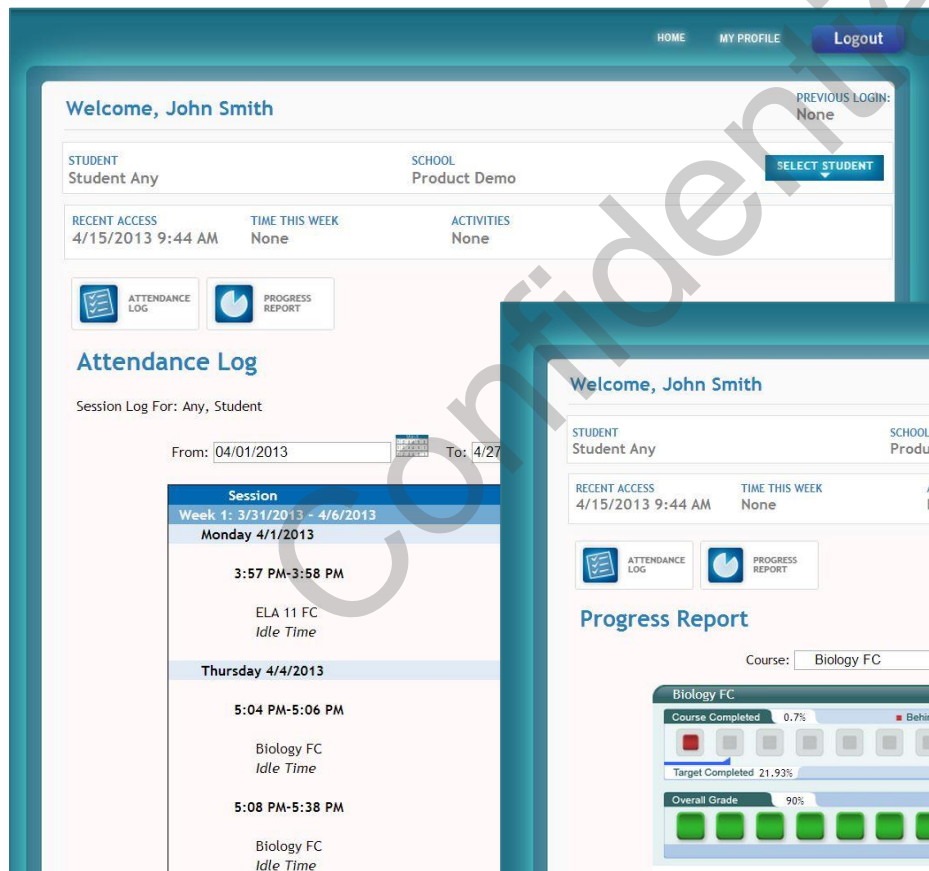 HOME MY PROFILE Logout
Welcome, John Smith
PREVIOUS LOGIN:
None
STUDENT SCHOOL
Student Any Product Demo
SELECT STUDENT
RECENT ACCESS TIME THIS WEEK ACTIVITIES
4/15/2013 9:44 AM None None
ATTENDANCE
LOG
PROGRESS
REPORT
Attendance Log
Session Log For: Any, Student
From: 04/01/2013 To: 4/27
Session
Week 1: 3/31/2013 - 4/6/2013
Monday 4/1/2013
3:57 PM-3:58 PM
ELA 11 FC
Idle Time
Thursday 4/4/2013
5:04 PM-5:06 PM
Biology FC
Idle Time
5:08 PM-5:38 PM
Biology FC
Idle Time
Welcome, John Smith
STUDENT SCHOOL
Student Any Produ
RECENT ACCESS TIME THIS WEEK
4/15/2013 9:44 AM None
ATTENDANCE
LOG
PROGRESS
REPORT
Progress Report
Course: Biology FC
Biology FC
Course Completed 0.7% Behin
Target Completed 21.93%
Overall Grade 90%
Confidentia